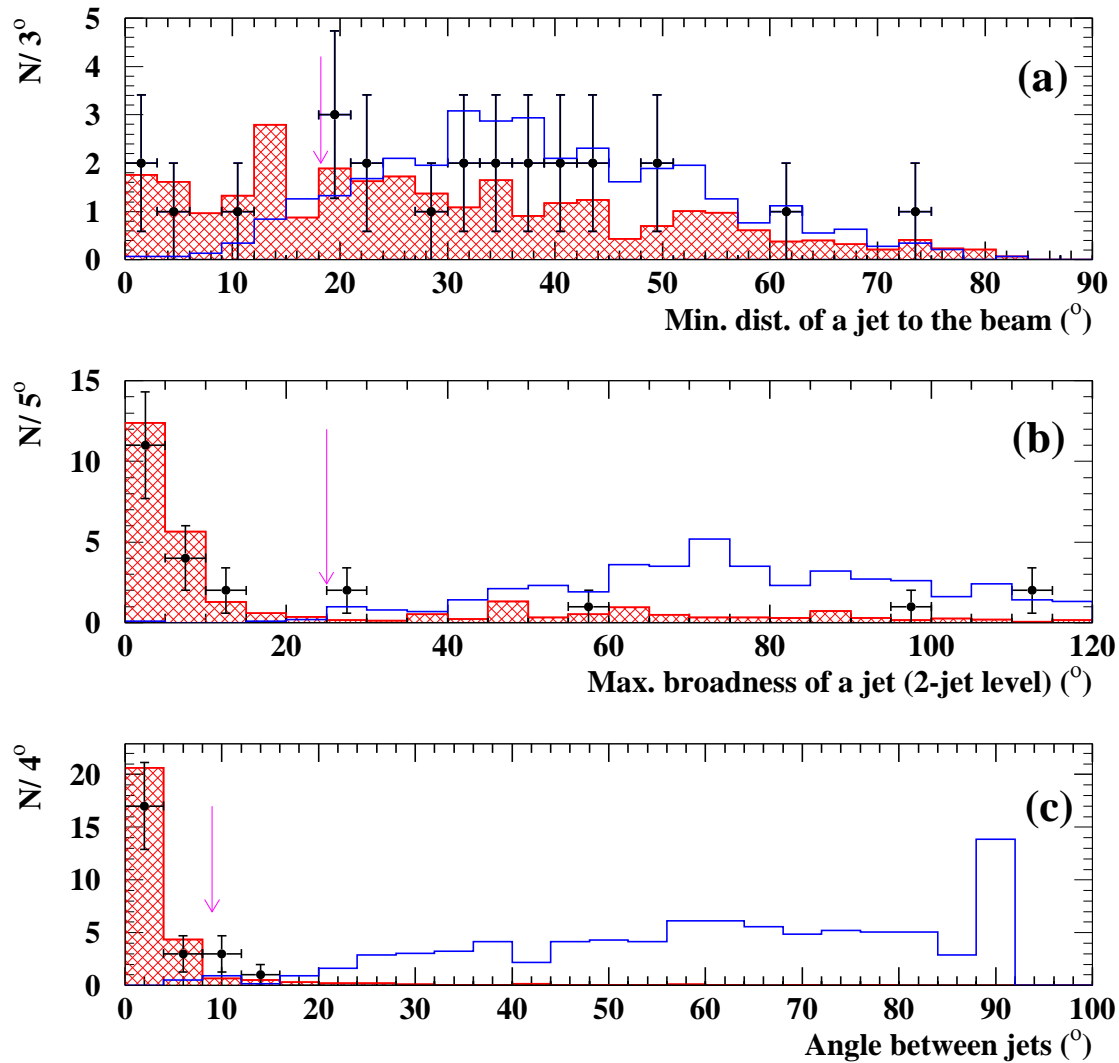 N/ 3°
5
4
3
2
1
0
(a)
0 10 20 30 40 50 60 70 80 90
Min. dist. of a jet to the beam (°)
N/ 5°
15
10
5
0
(b)
0 20 40 60 80 100 120
Max. broadness of a jet (2-jet level) (°)
N/ 4°
20
15
10
5
0
(c)
0 10 20 30 40 50 60 70 80 90 100
Angle between jets (°)